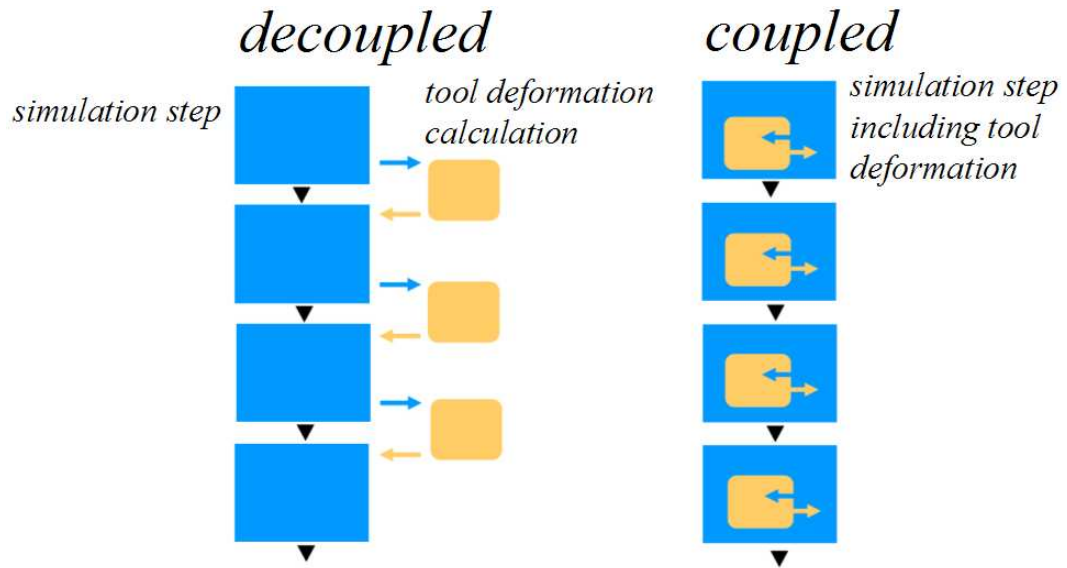 decoupled
simulation step
tool deformation
calculation
coupled
simulation step
including tool
deformation